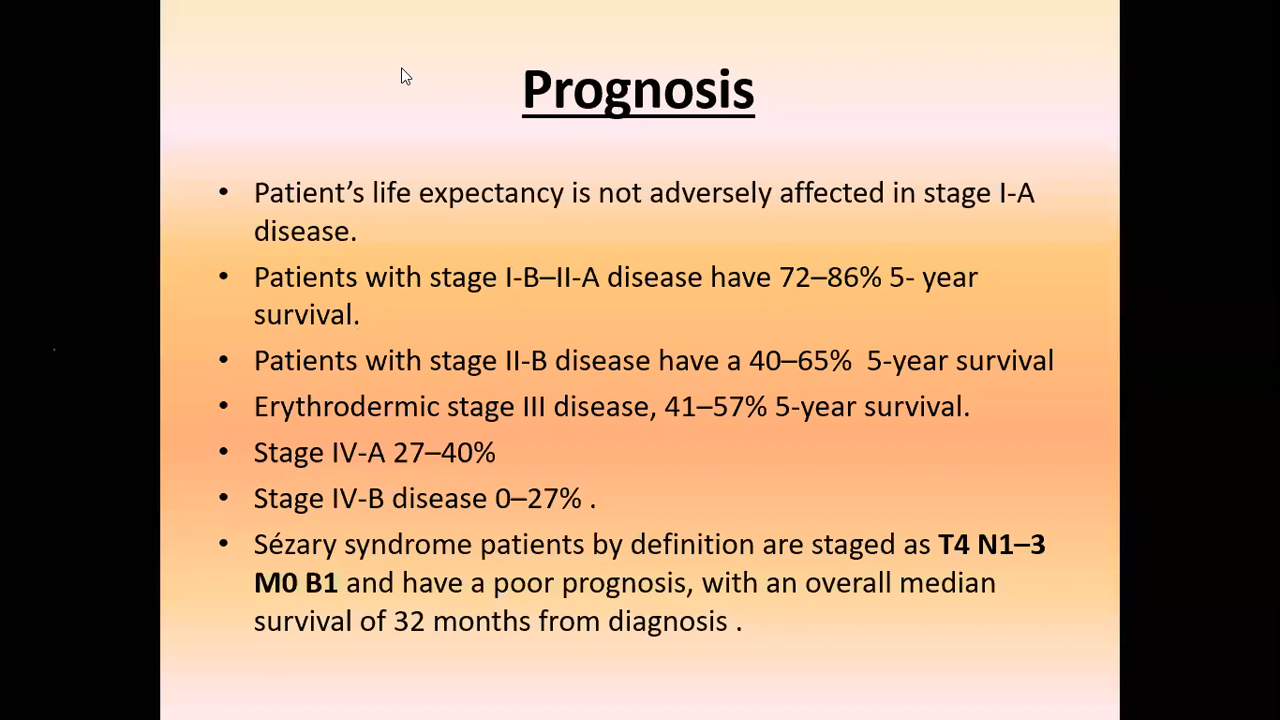 Prognosis
• Patient’s life expectancy is not adversely affected in stage I-A
disease.
• Patients with stage I-B–II-A disease have 72–86% 5- year
survival.
• Patients with stage II-B disease have a 40–65%  5-year survival
• Erythrodermic stage III disease, 41–57% 5-year survival.
• Stage IV-A 27–40%
• Stage IV-B disease 0–27% .
• Sézary syndrome patients by definition are staged as T4 N1–3
M0 B1 and have a poor prognosis, with an overall median
survival of 32 months from diagnosis .